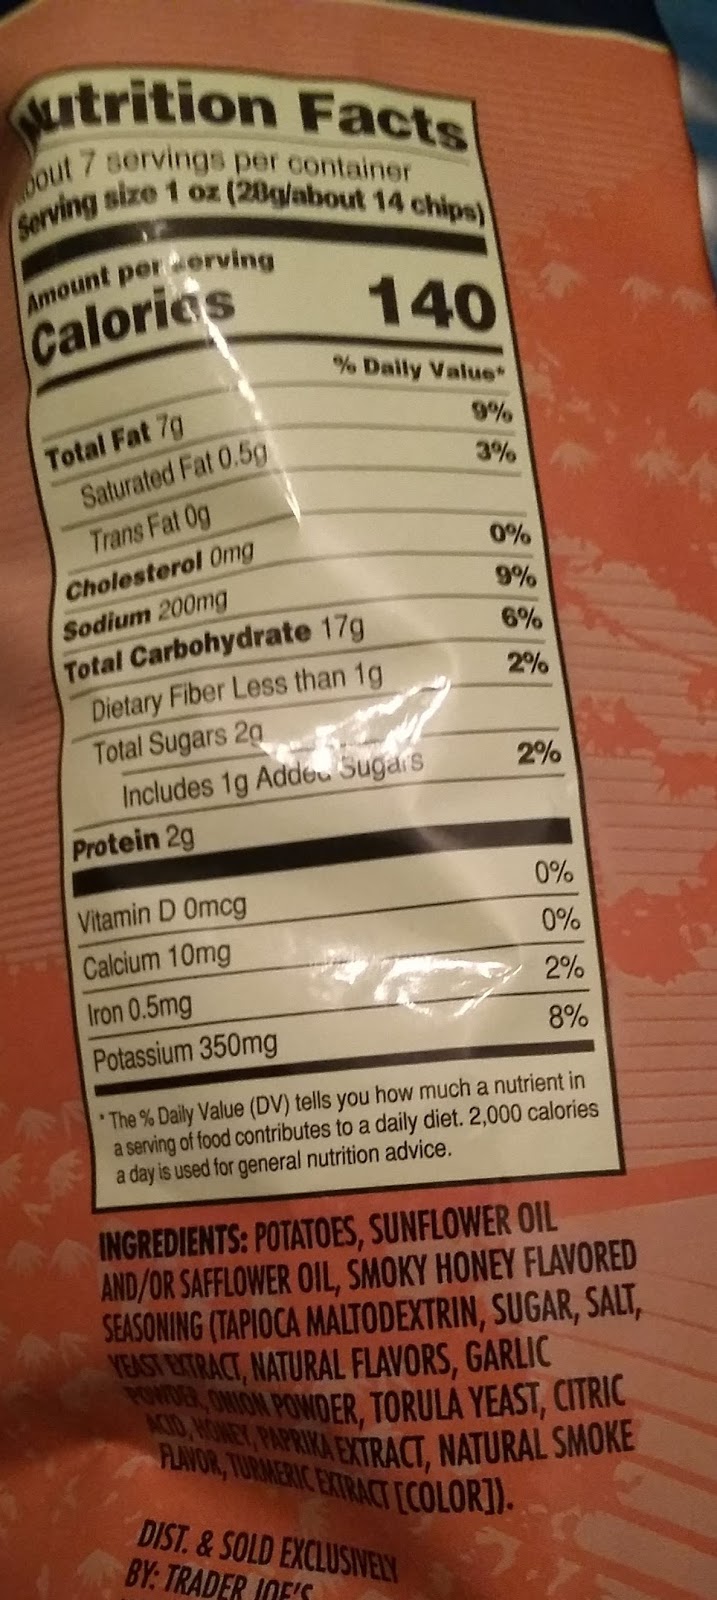 Nutrition Facts
about 7 servings per container
Serving size 1 oz (28g/about 14 chips)
Amount per serving
Calories 140
% Daily Value*
Total Fat 7g 9%
Saturated Fat 0.5g 3%
Trans Fat 0g
Cholesterol 0mg 0%
Sodium 200mg 9%
Total Carbohydrate 17g 6%
Dietary Fiber Less than 1g 2%
Total Sugars 2g
Includes 1g Added Sugars 2%
Protein 2g
Vitamin D 0mcg 0%
Calcium 10mg 0%
Iron 0.5mg 2%
Potassium 350mg 8%
* The % Daily Value (DV) tells you how much a nutrient in
a serving of food contributes to a daily diet. 2,000 calories
a day is used for general nutrition advice.
INGREDIENTS: POTATOES, SUNFLOWER OIL
AND/OR SAFFLOWER OIL, SMOKY HONEY FLAVORED
SEASONING (TAPIOCA MALTODEXTRIN, SUGAR, SALT,
YEAST EXTRACT, NATURAL FLAVORS, GARLIC
POWDER, ONION POWDER, TORULA YEAST, CITRIC
ACID, HONEY, PAPRIKA EXTRACT, NATURAL SMOKE
FLAVOR, TURMERIC EXTRACT [COLOR]).
DIST. & SOLD EXCLUSIVELY
BY: TRADER JOE'S